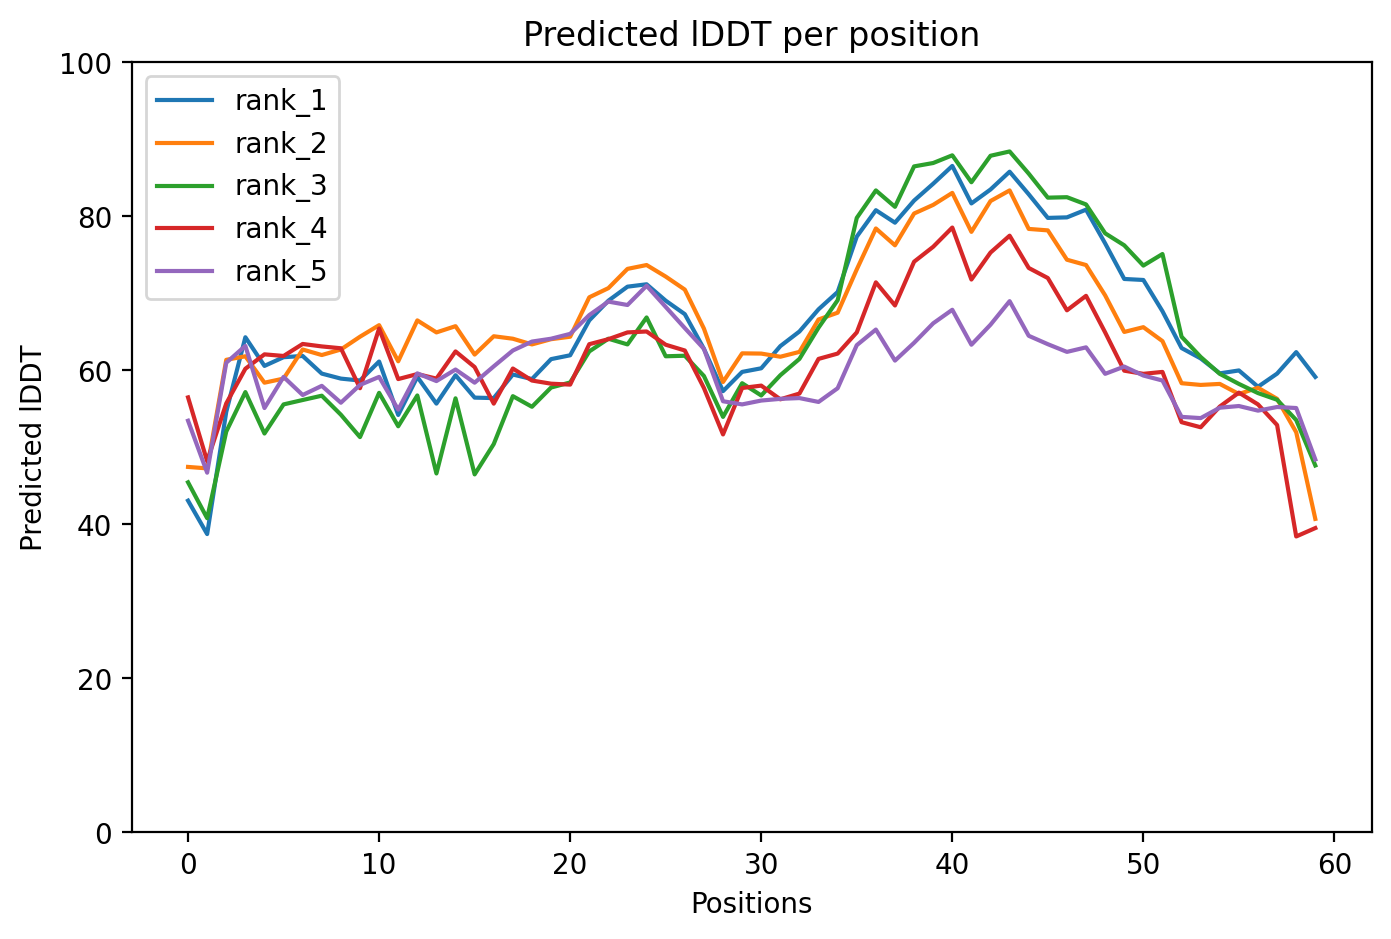 Predicted lDDT per position
100
80
60
40
20
0
Predicted lDDT
rank_1
rank_2
rank_3
rank_4
rank_5
0 10 20 30 40 50 60
Positions